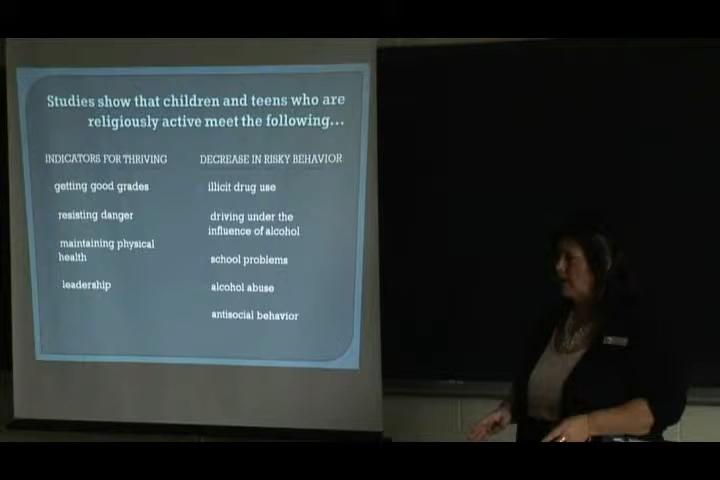 Studies show that children and teens who are
religiously active meet the following...
INDICATORS FOR THRIVING
getting good grades
resisting danger
maintaining physical
health
leadership
DECREASE IN RISKY BEHAVIOR
illicit drug use
driving under the
influence of alcohol
school problems
alcohol abuse
antisocial behavior